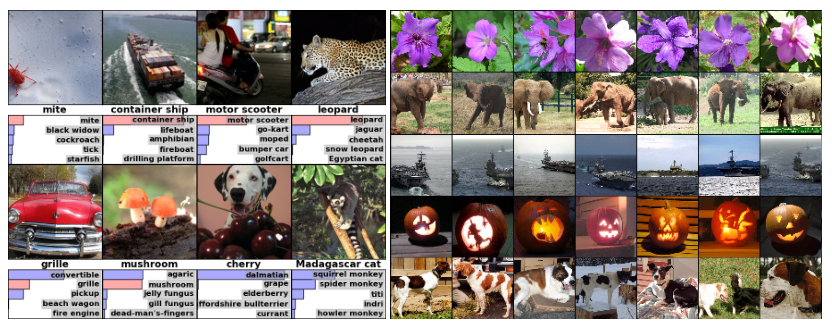 mite container ship motor scooter leopard
mite container ship motor scooter leopard
black widow lifeboat go-kart jaguar
cockroach amphibian moped cheetah
tick fireboat bumper car snow leopard
starfish drilling platform golfcart Egyptian cat
grille mushroom cherry Madagascar cat
convertible agaric dalmatian squirrel monkey
grille mushroom grape spider monkey
pickup jelly fungus elderberry titi
beach wagon gill fungus ffordshire bullterrier indri
fire engine dead-man's-fingers currant howler monkey